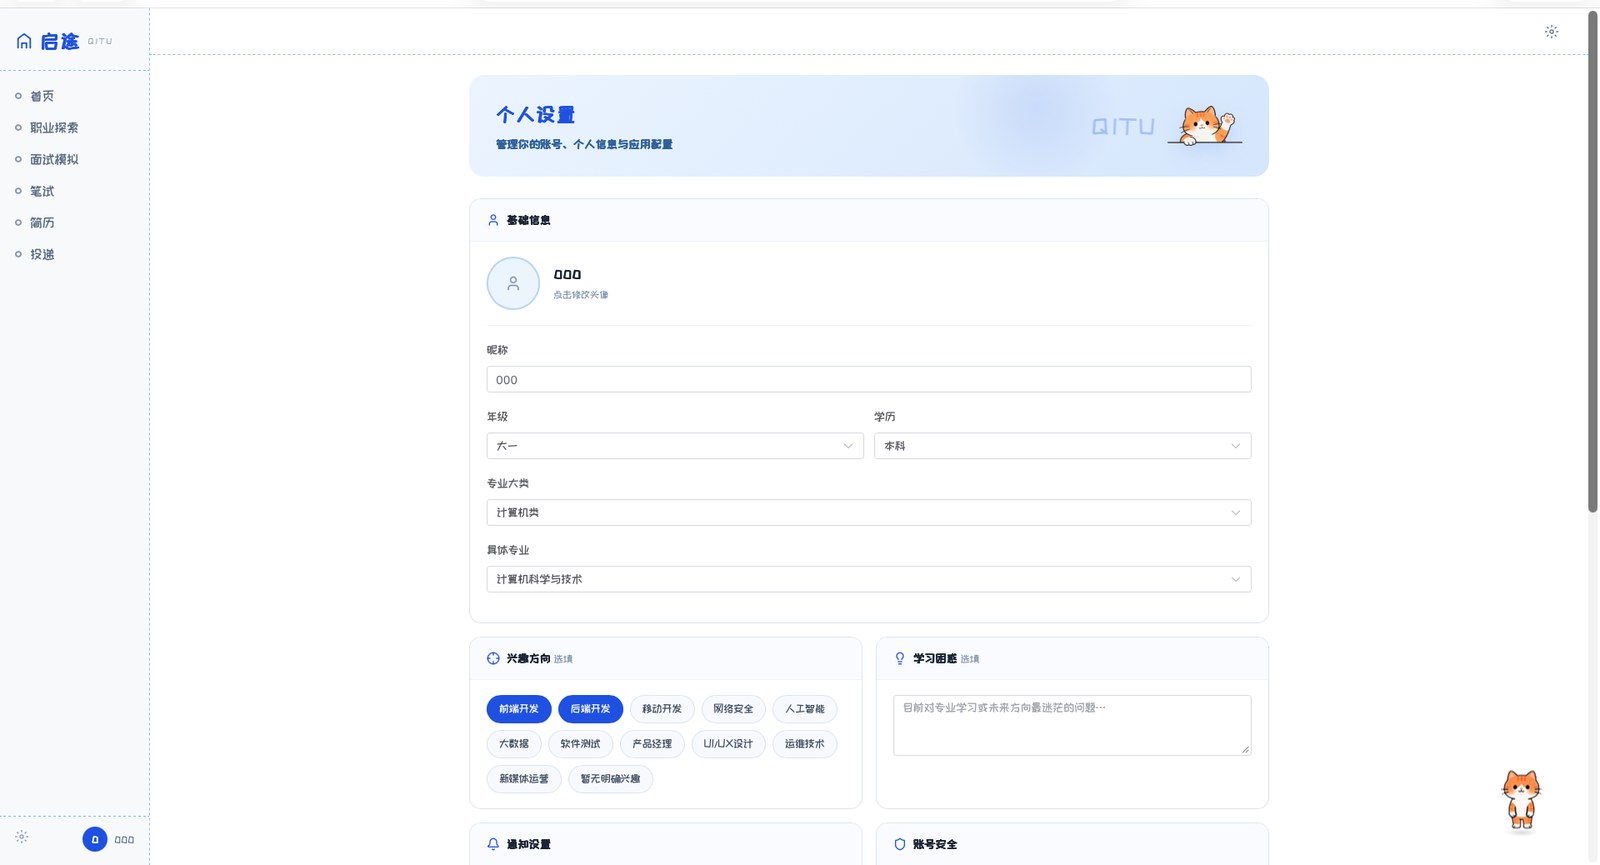 启途 QITU
首页
职业探索
面试模拟
笔试
简历
投递
个人设置
管理你的账号、个人信息与应用配置
QITU
基础信息
000
点击修改头像
昵称
000
年级
学历
大一
本科
专业大类
计算机类
具体专业
计算机科学与技术
兴趣方向 选填
前端开发
后端开发
移动开发
网络安全
人工智能
大数据
软件测试
产品经理
UI/UX设计
运维技术
新媒体运营
暂无明确兴趣
学习困惑 选填
目前对专业学习或未来方向最迷茫的问题…
通知设置
账号安全
0
000